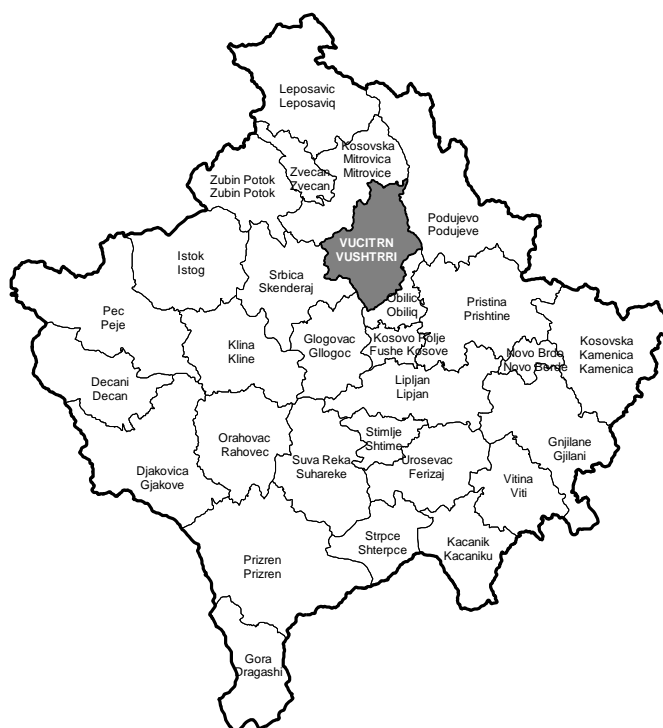 Leposavic
Leposaviq
Kosovska
Mitrovica
Mitrovice
Zvecan
Zvecan
Zubin Potok
Zubin Potok
Podujevo
Podujeve
VUCITRN
VUSHTRRI
Istok
Istog
Srbica
Skenderaj
Obilic
Obiliq
Pristina
Prishtine
Pec
Peje
Kosovo Polje
Fushe Kosove
Kosovska
Kamenica
Kamenica
Klina
Kline
Glogovac
Gllogoc
Novo Brdo
Novo Berde
Decani
Decan
Lipljan
Lipjan
Orahovac
Rahovec
Stimlje
Shtime
Gnjilane
Gjilani
Djakovica
Gjakove
Suva Reka
Suhareke
Urosevac
Ferizaj
Vitina
Viti
Strpce
Shterpce
Kacanik
Kacaniku
Prizren
Prizren
Gora
Dragashi